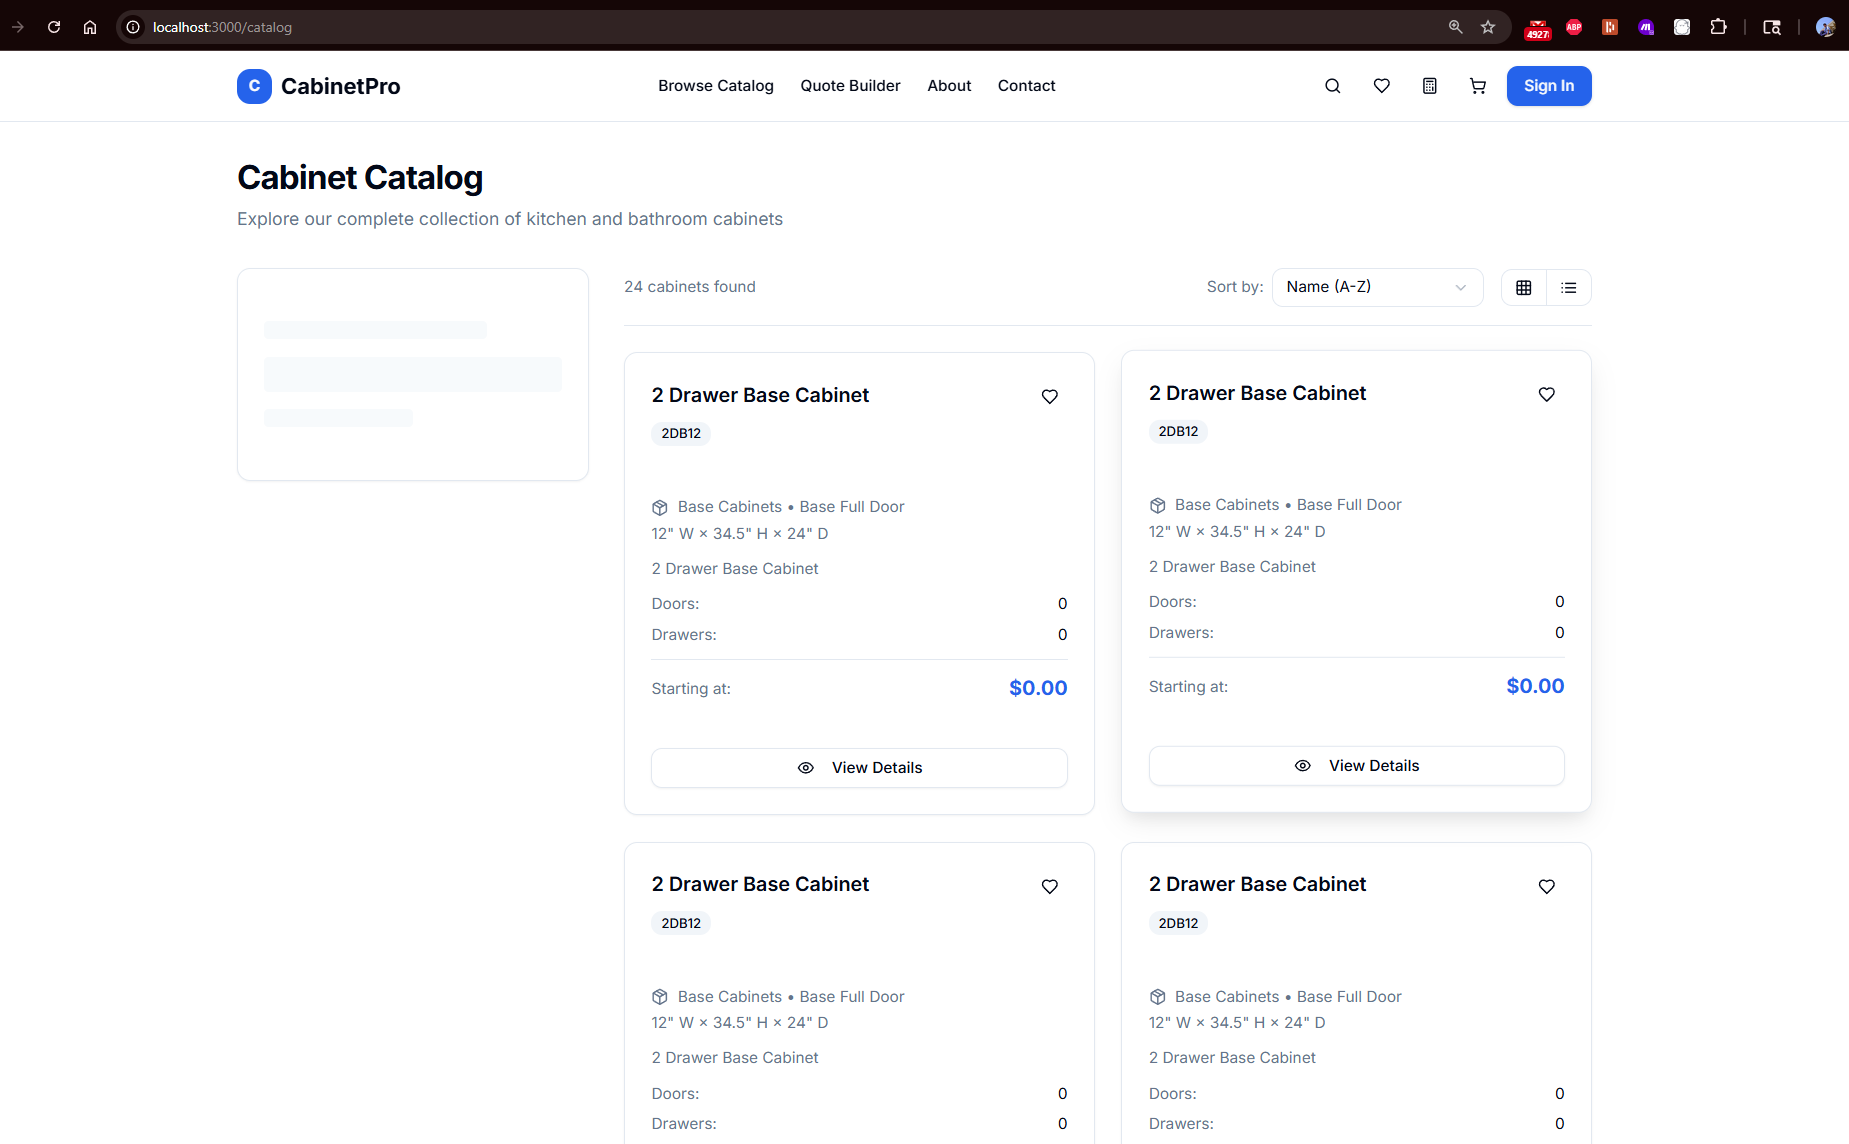 localhost:3000/catalog
4927
ABP
C CabinetPro
Browse Catalog Quote Builder About Contact
Sign In
Cabinet Catalog
Explore our complete collection of kitchen and bathroom cabinets
24 cabinets found
Sort by: Name (A-Z)
2 Drawer Base Cabinet
2DB12
Base Cabinets • Base Full Door
12" W × 34.5" H × 24" D
2 Drawer Base Cabinet
Doors: 0
Drawers: 0
Starting at: $0.00
View Details
2 Drawer Base Cabinet
2DB12
Base Cabinets • Base Full Door
12" W × 34.5" H × 24" D
2 Drawer Base Cabinet
Doors: 0
Drawers: 0
Starting at: $0.00
View Details
2 Drawer Base Cabinet
2DB12
Base Cabinets • Base Full Door
12" W × 34.5" H × 24" D
2 Drawer Base Cabinet
Doors: 0
Drawers: 0
2 Drawer Base Cabinet
2DB12
Base Cabinets • Base Full Door
12" W × 34.5" H × 24" D
2 Drawer Base Cabinet
Doors: 0
Drawers: 0